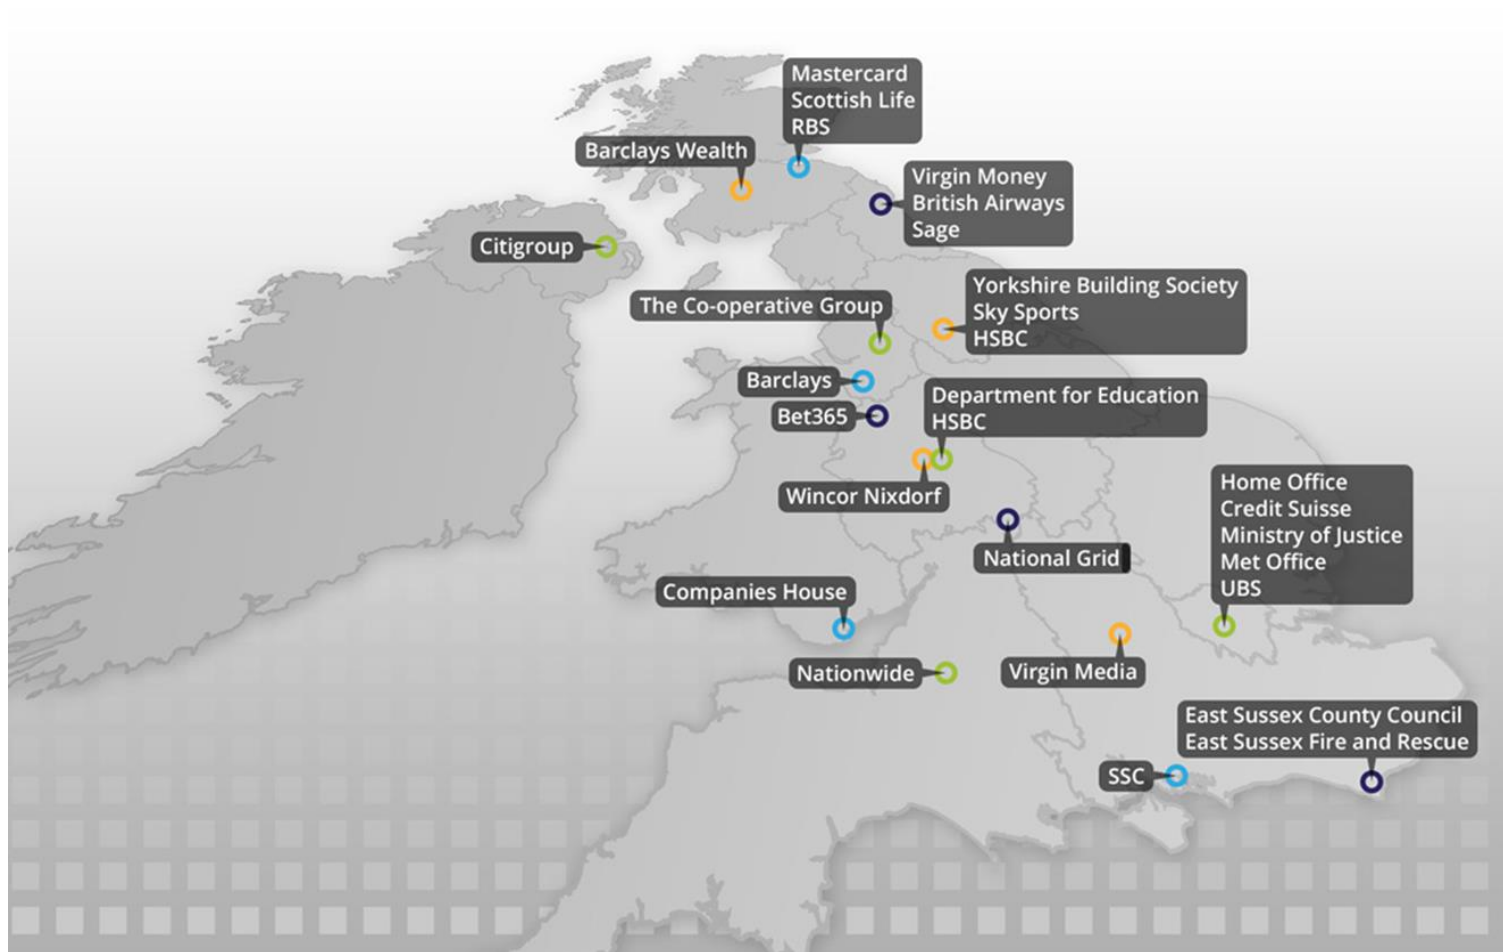 Mastercard
Scottish Life
RBS
Barclays Wealth
Virgin Money
British Airways
Sage
Citigroup
Yorkshire Building Society
Sky Sports
HSBC
The Co-operative Group
Barclays
Department for Education
HSBC
Bet365
Wincor Nixdorf
Home Office
Credit Suisse
Ministry of Justice
Met Office
UBS
National Grid
Companies House
Nationwide
Virgin Media
East Sussex County Council
East Sussex Fire and Rescue
SSC